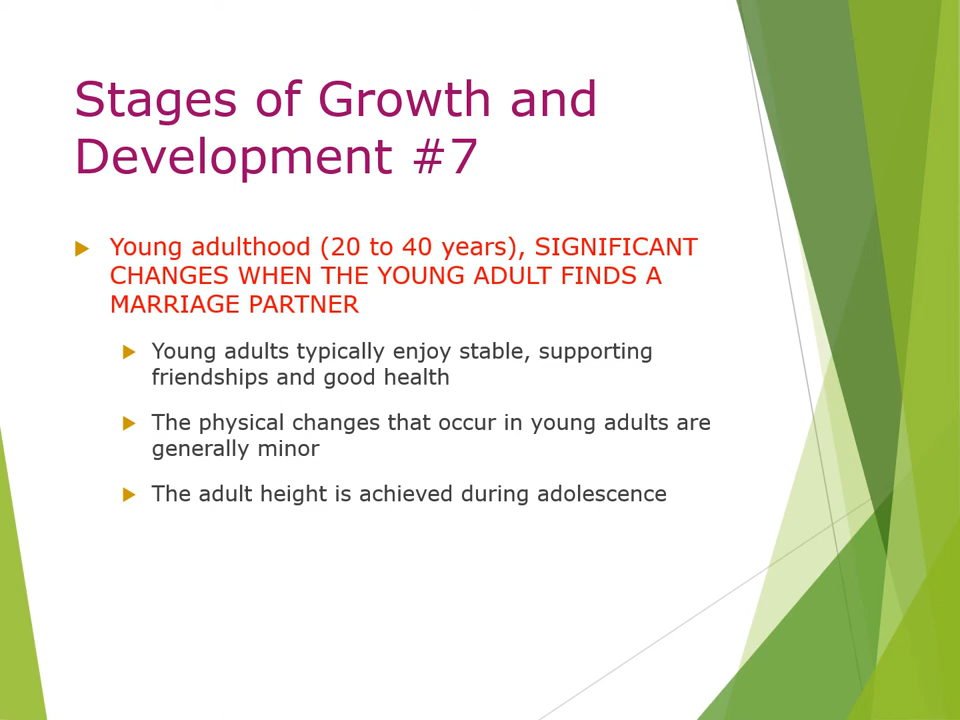 Stages of Growth and
Development #7
Young adulthood (20 to 40 years), SIGNIFICANT
CHANGES WHEN THE YOUNG ADULT FINDS A
MARRIAGE PARTNER
Young adults typically enjoy stable, supporting
friendships and good health
The physical changes that occur in young adults are
generally minor
The adult height is achieved during adolescence